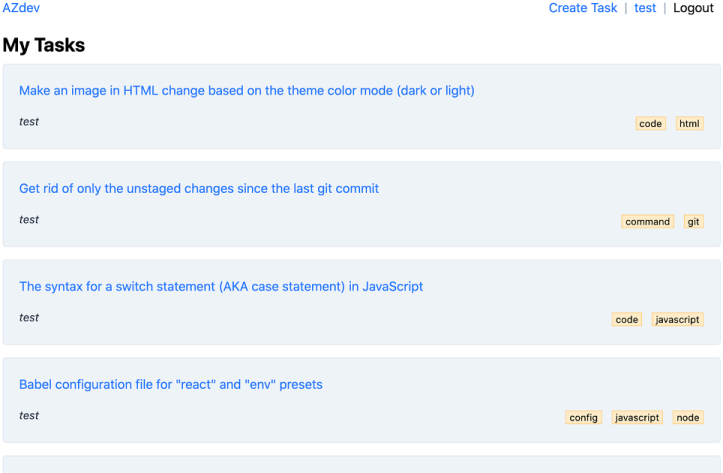 AZdev Create Task | test | Logout
My Tasks
Make an image in HTML change based on the theme color mode (dark or light)
test code html
Get rid of only the unstaged changes since the last git commit
test command git
The syntax for a switch statement (AKA case statement) in JavaScript
test code javascript
Babel configuration file for "react" and "env" presets
test config javascript node